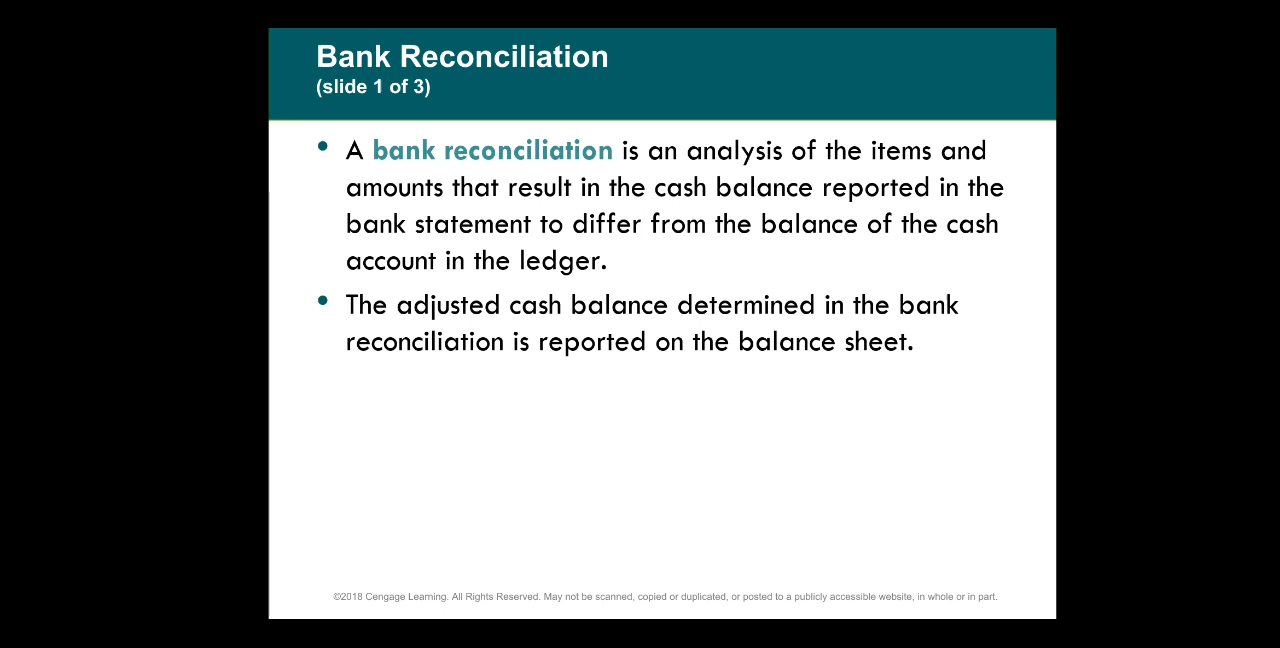 Bank Reconciliation
(slide 1 of 3)
• A bank reconciliation is an analysis of the items and
amounts that result in the cash balance reported in the
bank statement to differ from the balance of the cash
account in the ledger.
• The adjusted cash balance determined in the bank
reconciliation is reported on the balance sheet.
©2018 Cengage Learning. All Rights Reserved. May not be scanned, copied or duplicated, or posted to a publicly accessible website, in whole or in part.